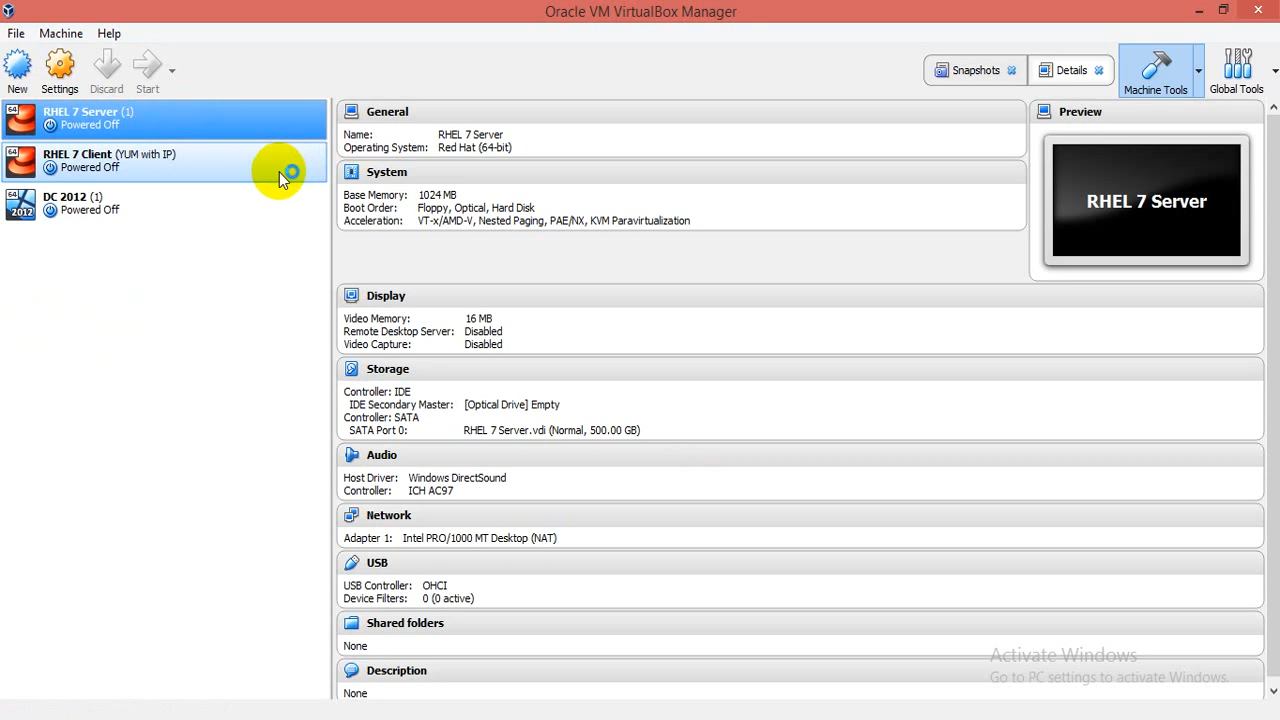 Oracle VM VirtualBox Manager
File Machine Help
New Settings Discard Start
Snapshots Details Machine Tools Global Tools
64 RHEL 7 Server (1)
Powered Off
64 RHEL 7 Client (YUM with IP)
Powered Off
64 2012 DC 2012 (1)
Powered Off
General
Name: RHEL 7 Server
Operating System: Red Hat (64-bit)
System
Base Memory: 1024 MB
Boot Order: Floppy, Optical, Hard Disk
Acceleration: VT-x/AMD-V, Nested Paging, PAE/NX, KVM Paravirtualization
Preview
RHEL 7 Server
Display
Video Memory: 16 MB
Remote Desktop Server: Disabled
Video Capture: Disabled
Storage
Controller: IDE
IDE Secondary Master: [Optical Drive] Empty
Controller: SATA
SATA Port 0: RHEL 7 Server.vdi (Normal, 500.00 GB)
Audio
Host Driver: Windows DirectSound
Controller: ICH AC97
Network
Adapter 1: Intel PRO/1000 MT Desktop (NAT)
USB
USB Controller: OHCI
Device Filters: 0 (0 active)
Shared folders
None
Description
None
Activate Windows
Go to PC settings to activate Windows.